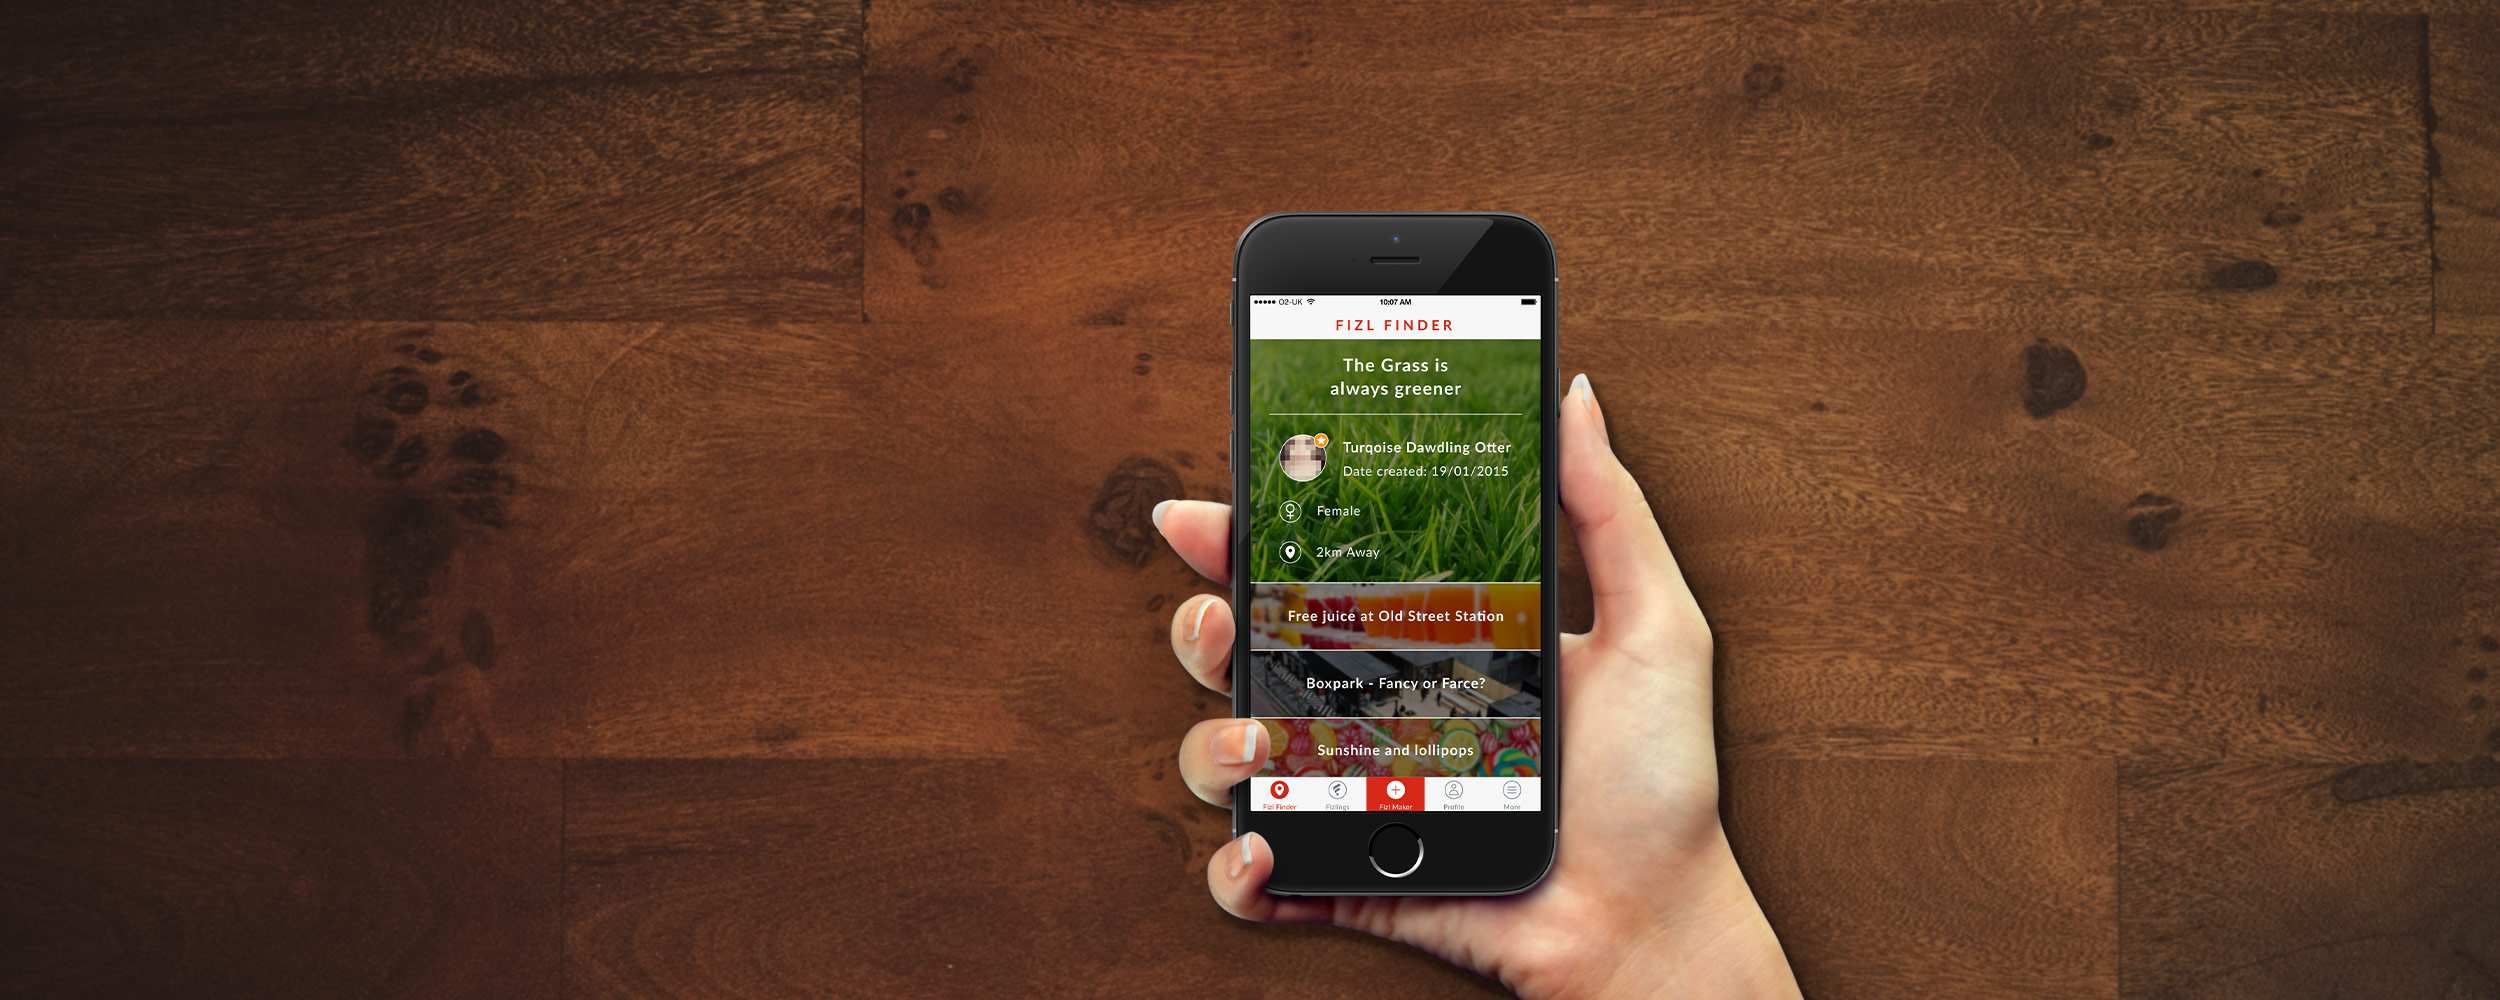 O2-UK
10:07 AM
FIZL FINDER
The Grass is
always greener
Turqoise Dawdling Otter
Date created: 19/01/2015
Female
2km Away
Free juice at Old Street Station
Boxpark - Fancy or Farce?
Sunshine and lollipops
Fizl Finder
Fizlings
Fizl Maker
Profile
More